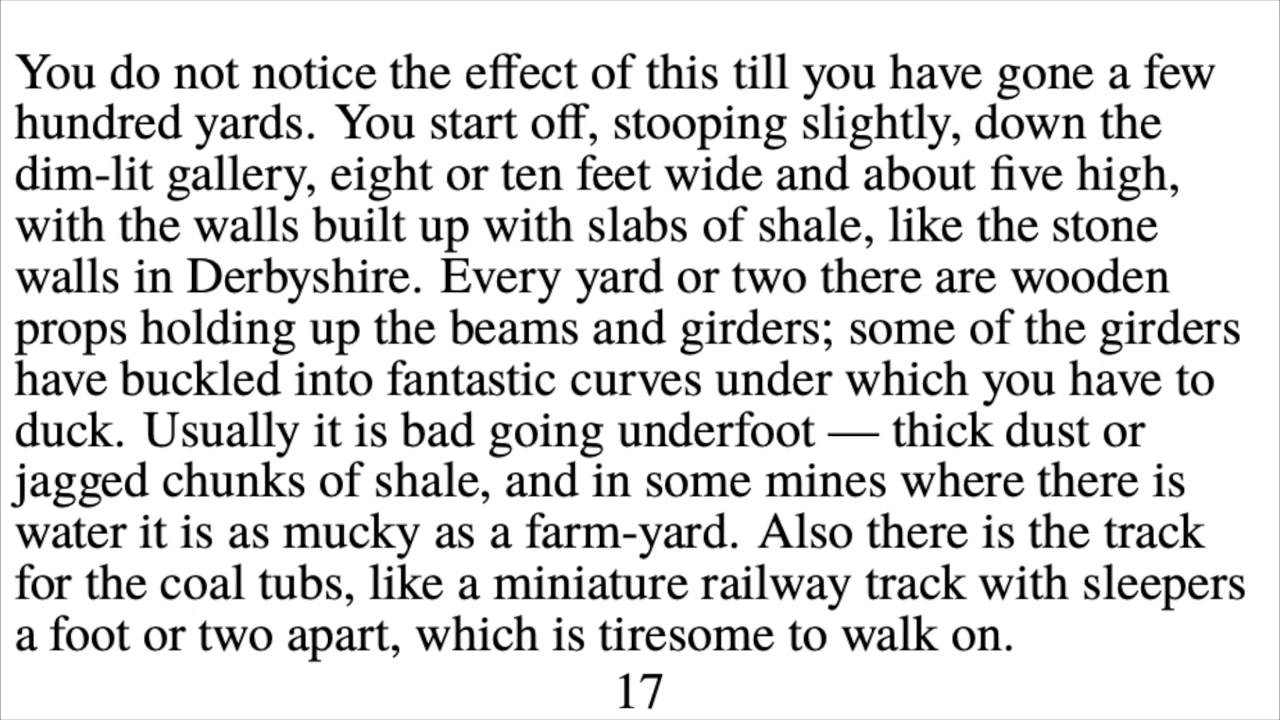 You do not notice the effect of this till you have gone a few
hundred yards. You start off, stooping slightly, down the
dim-lit gallery, eight or ten feet wide and about five high,
with the walls built up with slabs of shale, like the stone
walls in Derbyshire. Every yard or two there are wooden
props holding up the beams and girders; some of the girders
have buckled into fantastic curves under which you have to
duck. Usually it is bad going underfoot — thick dust or
jagged chunks of shale, and in some mines where there is
water it is as mucky as a farm-yard. Also there is the track
for the coal tubs, like a miniature railway track with sleepers
a foot or two apart, which is tiresome to walk on.
17